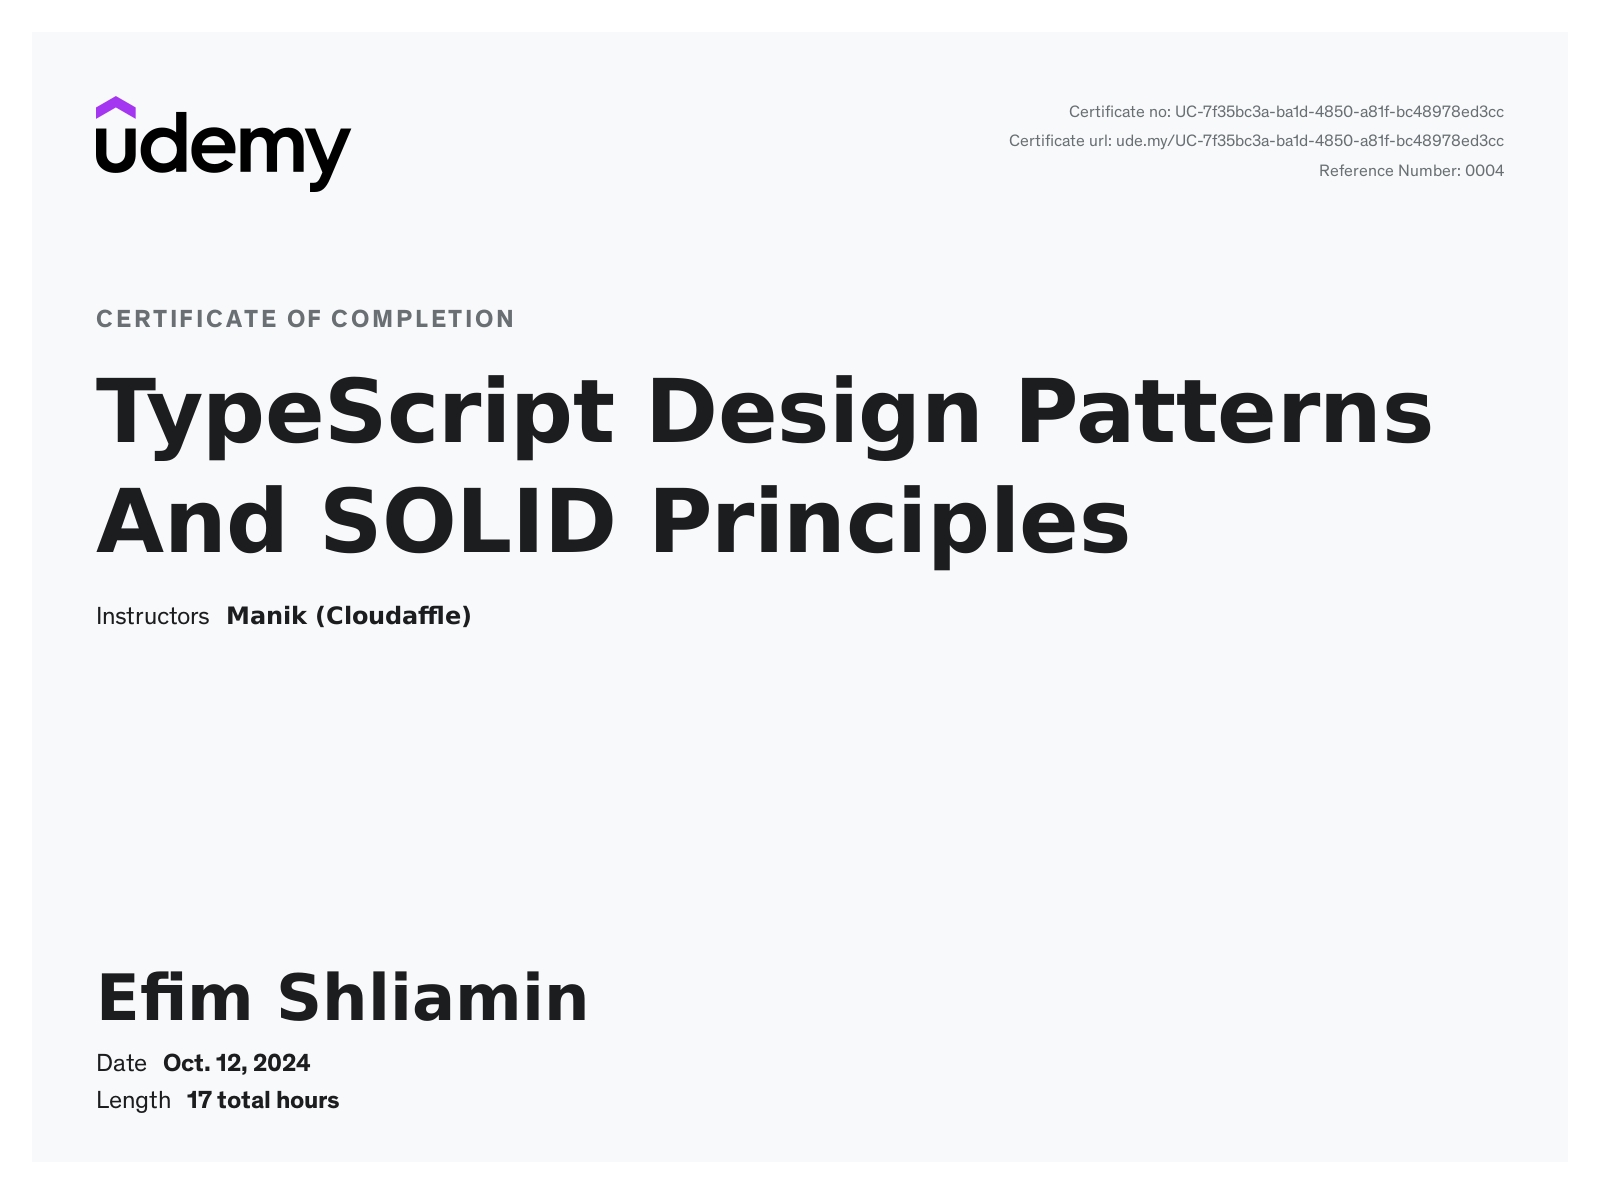 udemy
Certificate no: UC-7f35bc3a-ba1d-4850-a81f-bc48978ed3cc
Certificate url: ude.my/UC-7f35bc3a-ba1d-4850-a81f-bc48978ed3cc
Reference Number: 0004
CERTIFICATE OF COMPLETION
TypeScript Design Patterns
And SOLID Principles
Instructors Manik (Cloudaffle)
Efim Shliamin
Date Oct. 12, 2024
Length 17 total hours